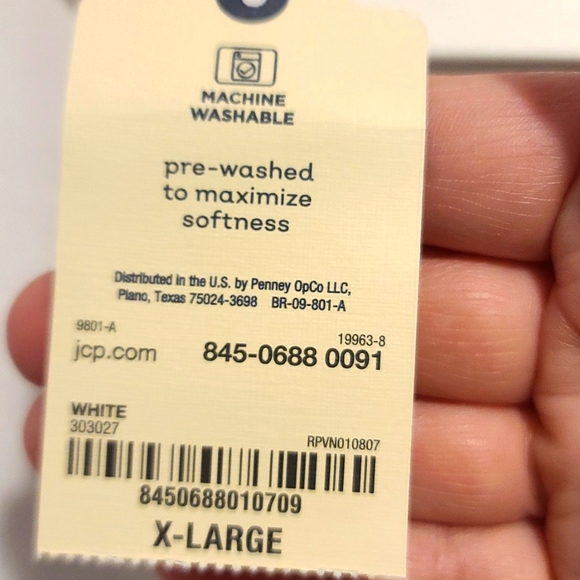 MACHINE
WASHABLE
pre-washed
to maximize
softness
Distributed in the U.S. by Penney OpCo LLC,
Plano, Texas 75024-3698 BR-09-801-A
9801-A
19963-8
jcp.com
845-0688 0091
WHITE
303027
RPVN010807
8450688010709
X-LARGE